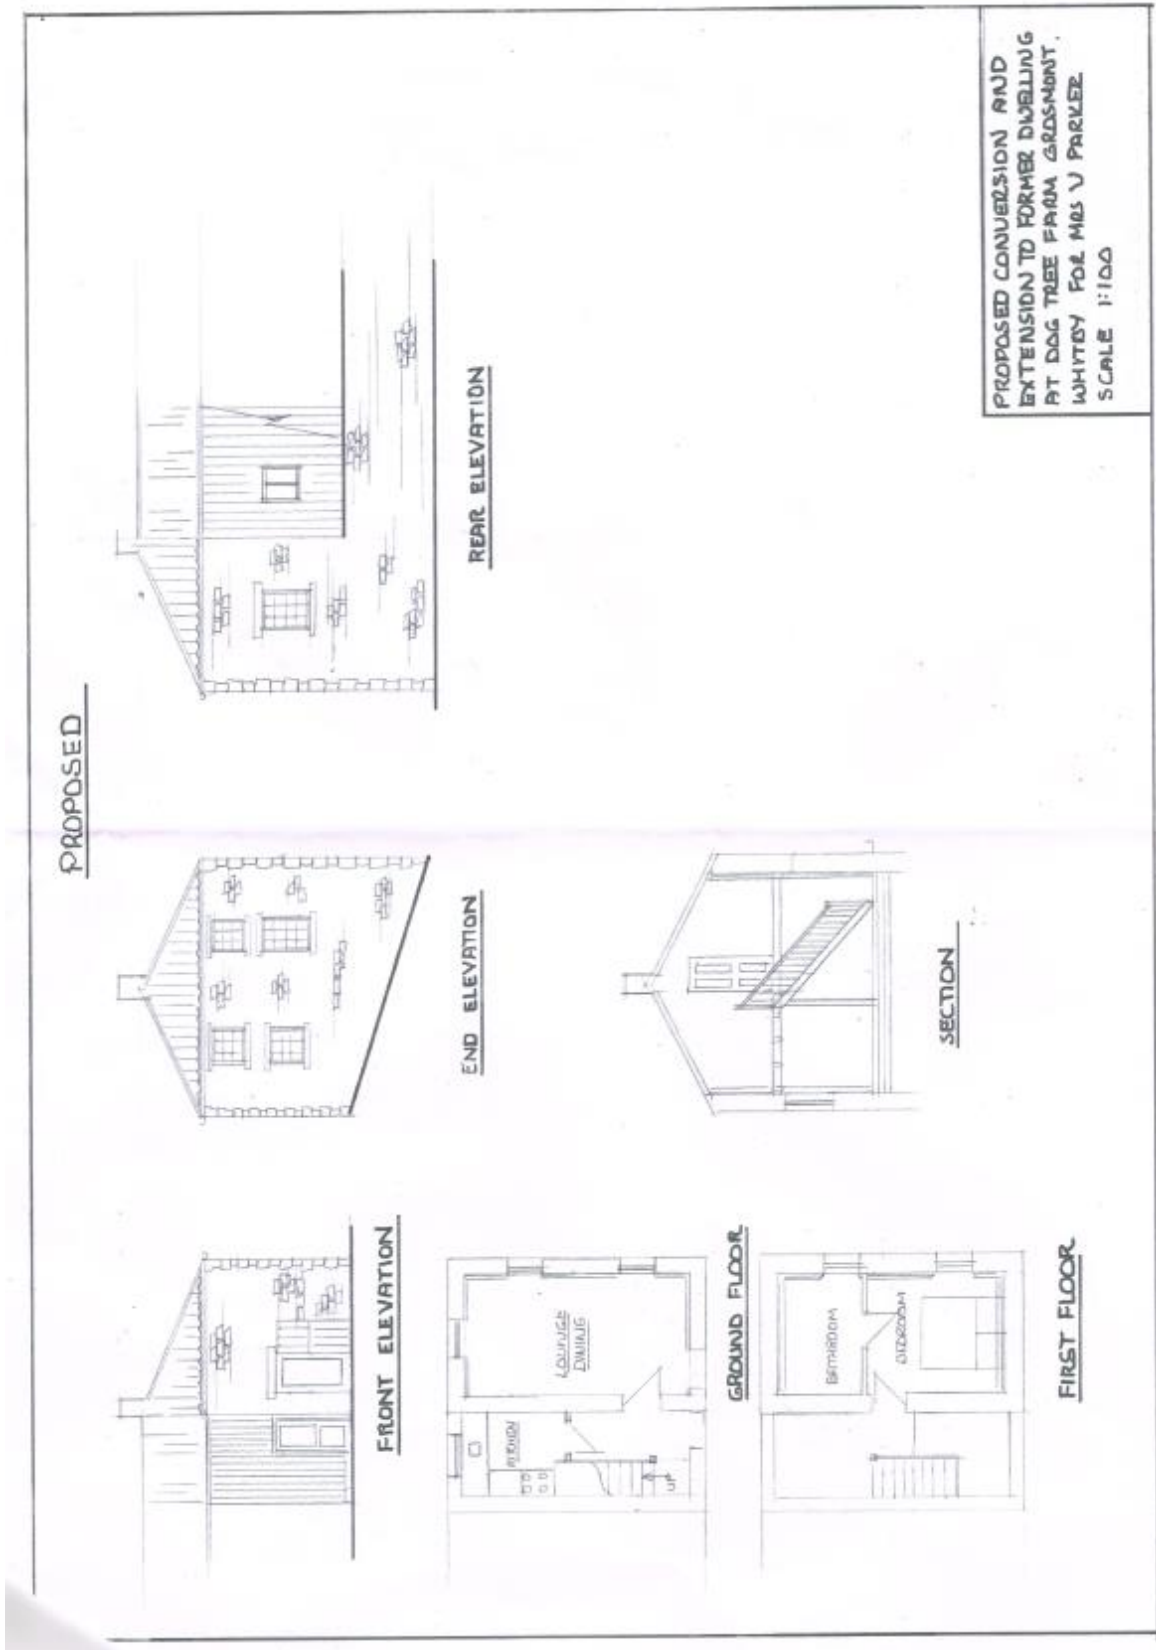 PROPOSED
FRONT ELEVATION
END ELEVATION
REAR ELEVATION
LOUNGE
DINING
KITCHEN
UP
GROUND FLOOR
BATHROOM
BEDROOM
FIRST FLOOR
SECTION
PROPOSED CONVERSION AND
EXTENSION TO FORMER DWELLING
AT DOG TREE FARM GROSMONT.
WHITBY FOR MRS V PARKER
SCALE 1:100